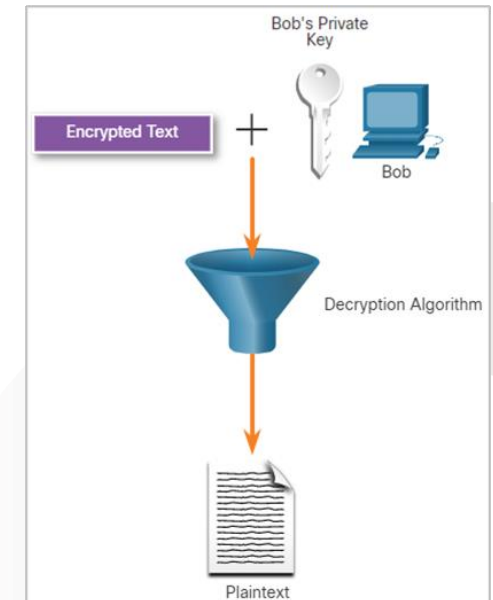 Bob's Private
Key
Encrypted Text
+
Bob
Decryption Algorithm
Plaintext